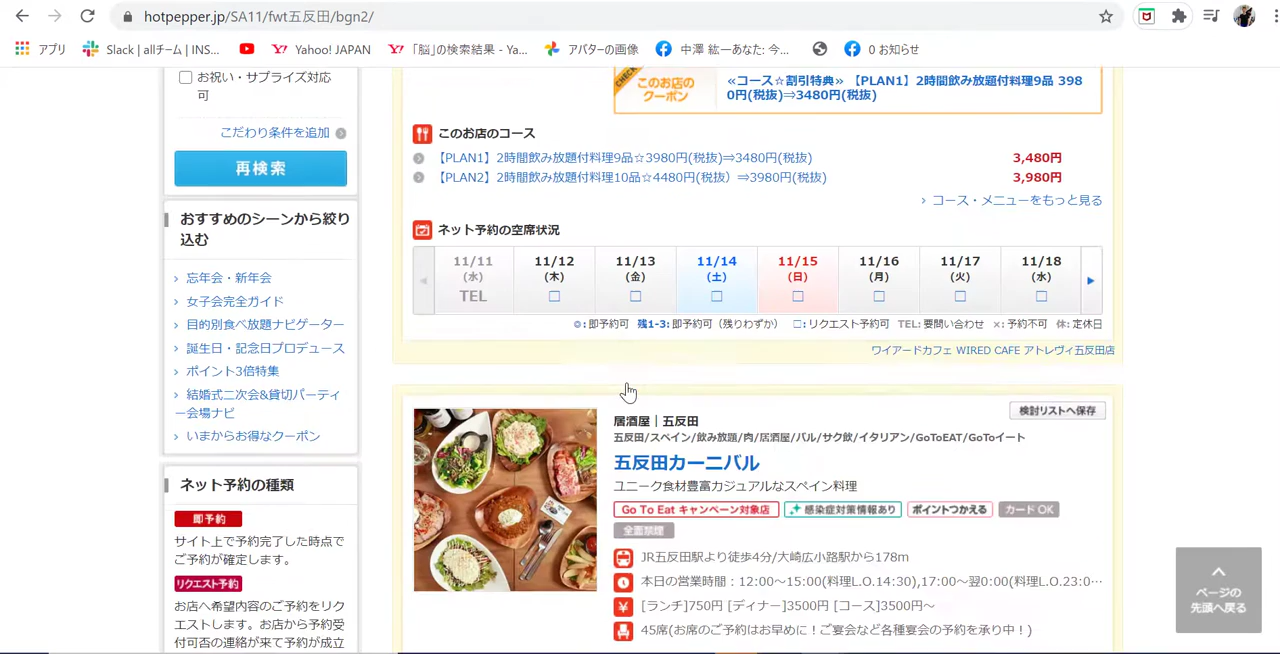 hotpepper.jp/SA11/fwt五反田/bgn2/
アプリ
Slack | allチーム | INS...
Yahoo! JAPAN
「脳」の検索結果 - Ya...
アバターの画像
中澤 紘一あなた: 今...
0 お知らせ
お祝い・サプライズ対応
可
こだわり条件を追加
再検索
おすすめのシーンから絞り
込む
忘年会・新年会
女子会完全ガイド
目的別食べ放題ナビゲーター
誕生日・記念日プロデュース
ポイント3倍特集
結婚式二次会&貸切パーティ
ー会場ナビ
いまからお得なクーポン
ネット予約の種類
即予約
サイト上で予約完了した時点で
ご予約が確定します。
リクエスト予約
お店へ希望内容のご予約をリク
エストします。お店から予約受
付可否の連絡が来て予約が成立
CHECK
このお店の
クーポン
≪コース☆割引特典≫ 【PLAN1】2時間飲み放題付料理9品 398
0円(税抜)⇒3480円(税抜)
このお店のコース
【PLAN1】2時間飲み放題付料理9品☆3980円(税抜)⇒3480円(税抜) 3,480円
【PLAN2】2時間飲み放題付料理10品☆4480円(税抜）⇒3980円(税抜) 3,980円
コース・メニューをもっと見る
ネット予約の空席状況
11/11 11/12 11/13 11/14 11/15 11/16 11/17 11/18
(水) (木) (金) (土) (日) (月) (火) (水)
TEL □ □ □ □ □ □ □
◎: 即予約可 残1-3: 即予約可（残りわずか） □: リクエスト予約可 TEL: 要問い合わせ ×: 予約不可 休: 定休日
ワイアードカフェ WIRED CAFE アトレヴィ五反田店
検討リストへ保存
居酒屋｜五反田
五反田/スペイン/飲み放題/肉/居酒屋/バル/サク飲/イタリアン/GoToEAT/GoToイート
五反田カーニバル
ユニーク食材豊富カジュアルなスペイン料理
Go To Eat キャンペーン対象店 感染症対策情報あり ポイントつかえる カード OK
全面禁煙
JR五反田駅より徒歩4分/大崎広小路駅から178m
本日の営業時間：12:00～15:00(料理L.O.14:30),17:00～翌0:00(料理L.O.23:0…
[ランチ]750円 [ディナー]3500円 [コース]3500円～
45席(お席のご予約はお早めに！ご宴会など各種宴会の予約を承り中！)
ページの
先頭へ戻る